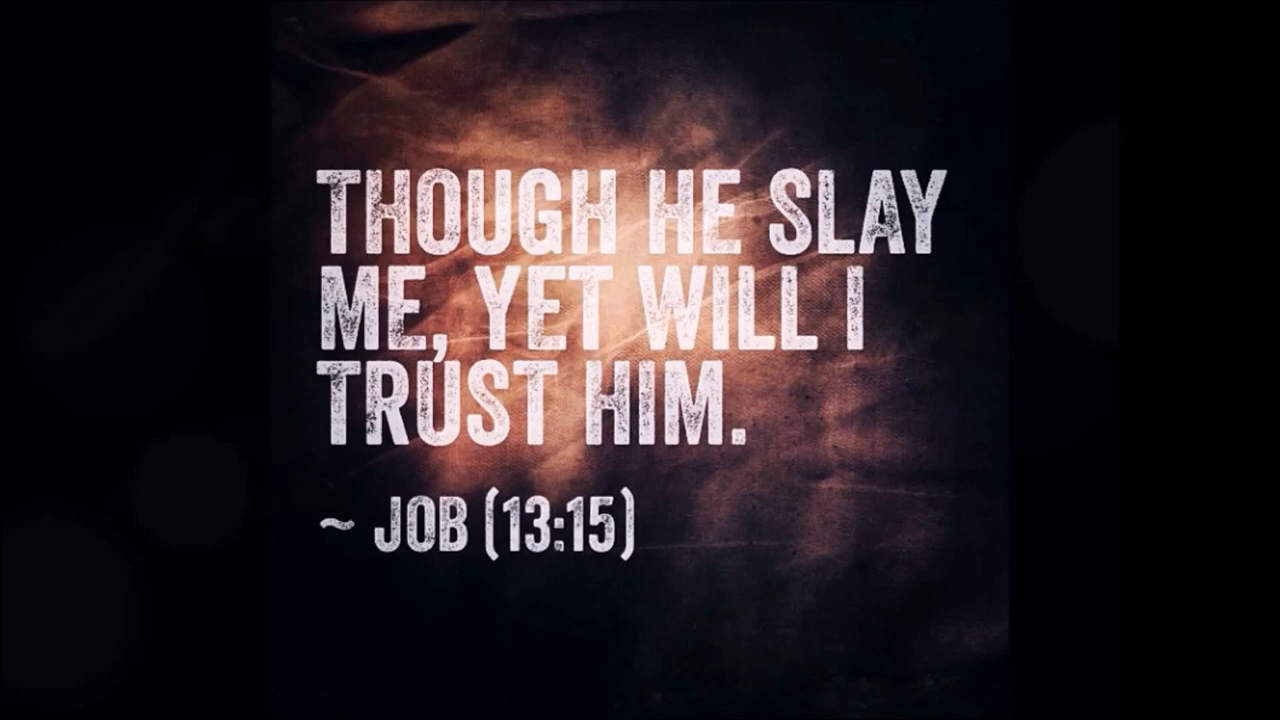 THOUGH HE SLAY
ME, YET WILL I
TRUST HIM.
~ JOB (13:15)